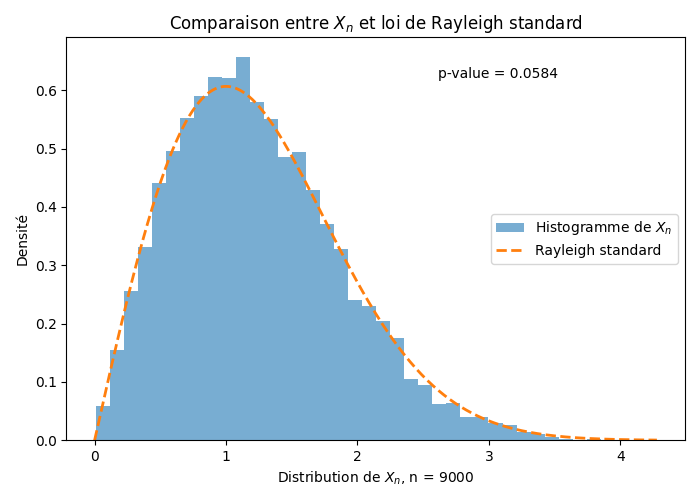 Comparaison entre $X_n$ et loi de Rayleigh standard
p-value = 0.0584
Densité
0.6
0.5
0.4
0.3
0.2
0.1
0.0
Histogramme de $X_n$
Rayleigh standard
0 1 2 3 4
Distribution de $X_n$, n = 9000